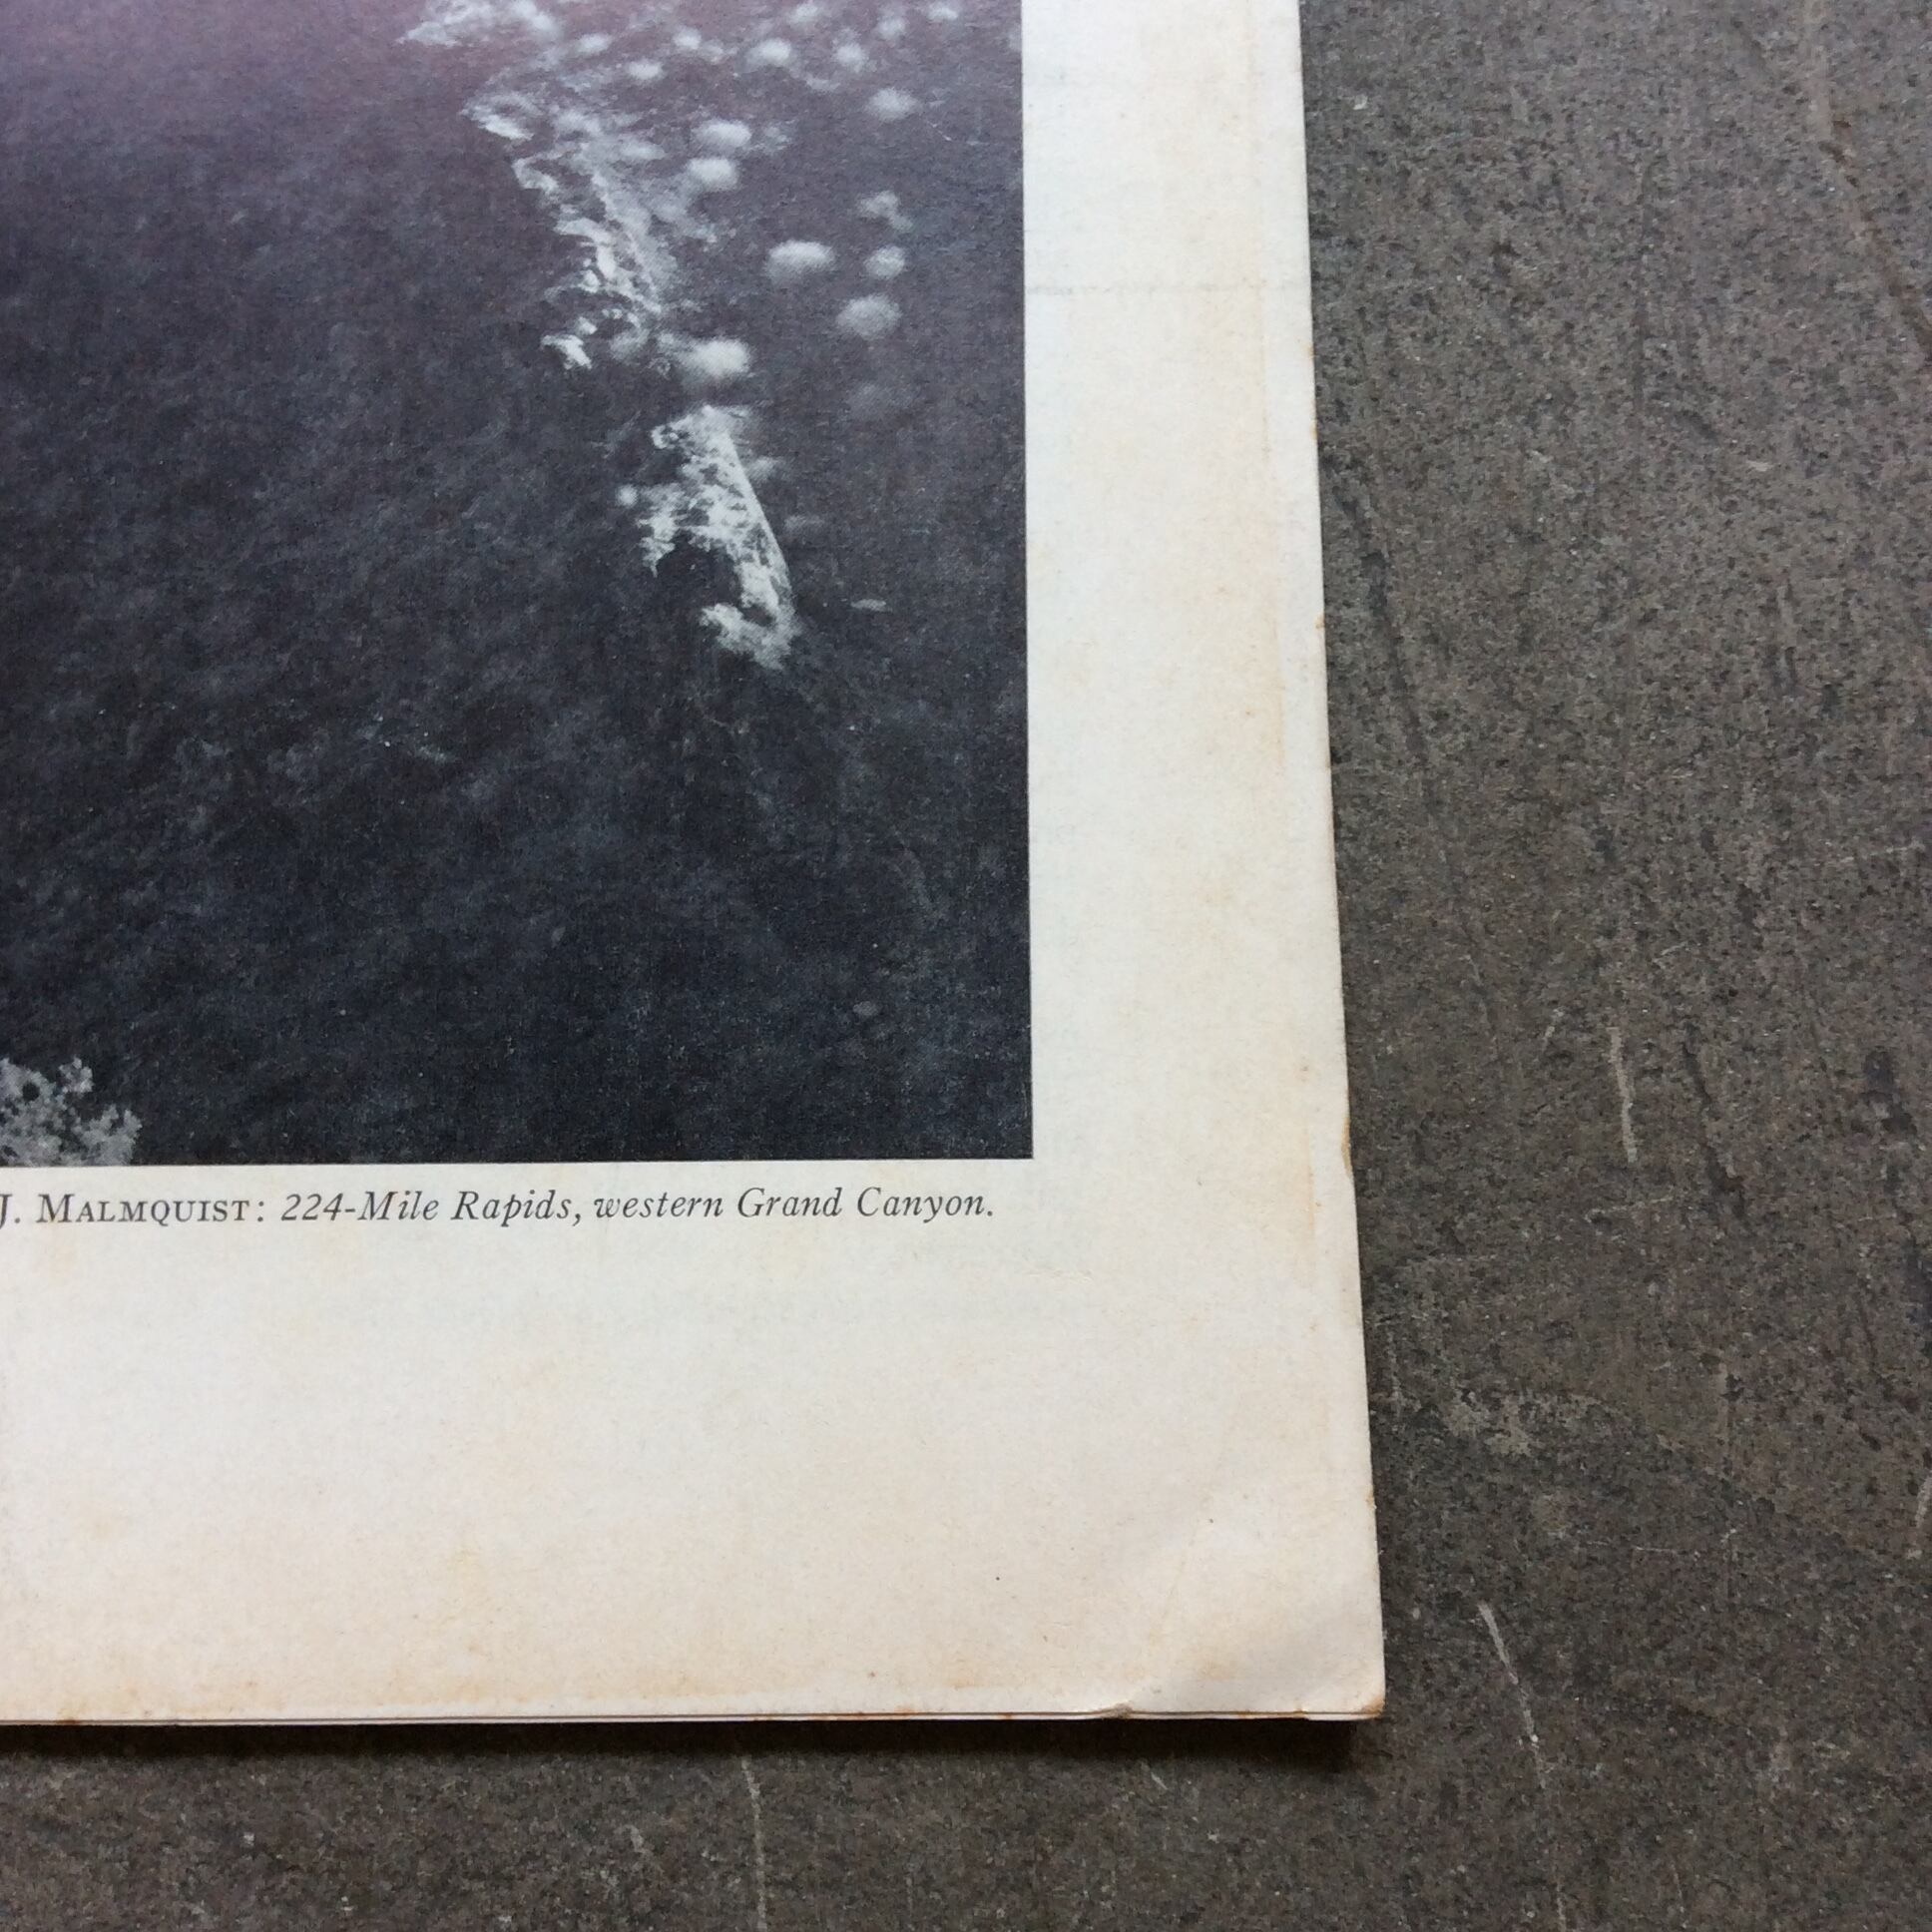 J. MALMQUIST: 224-Mile Rapids, western Grand Canyon.